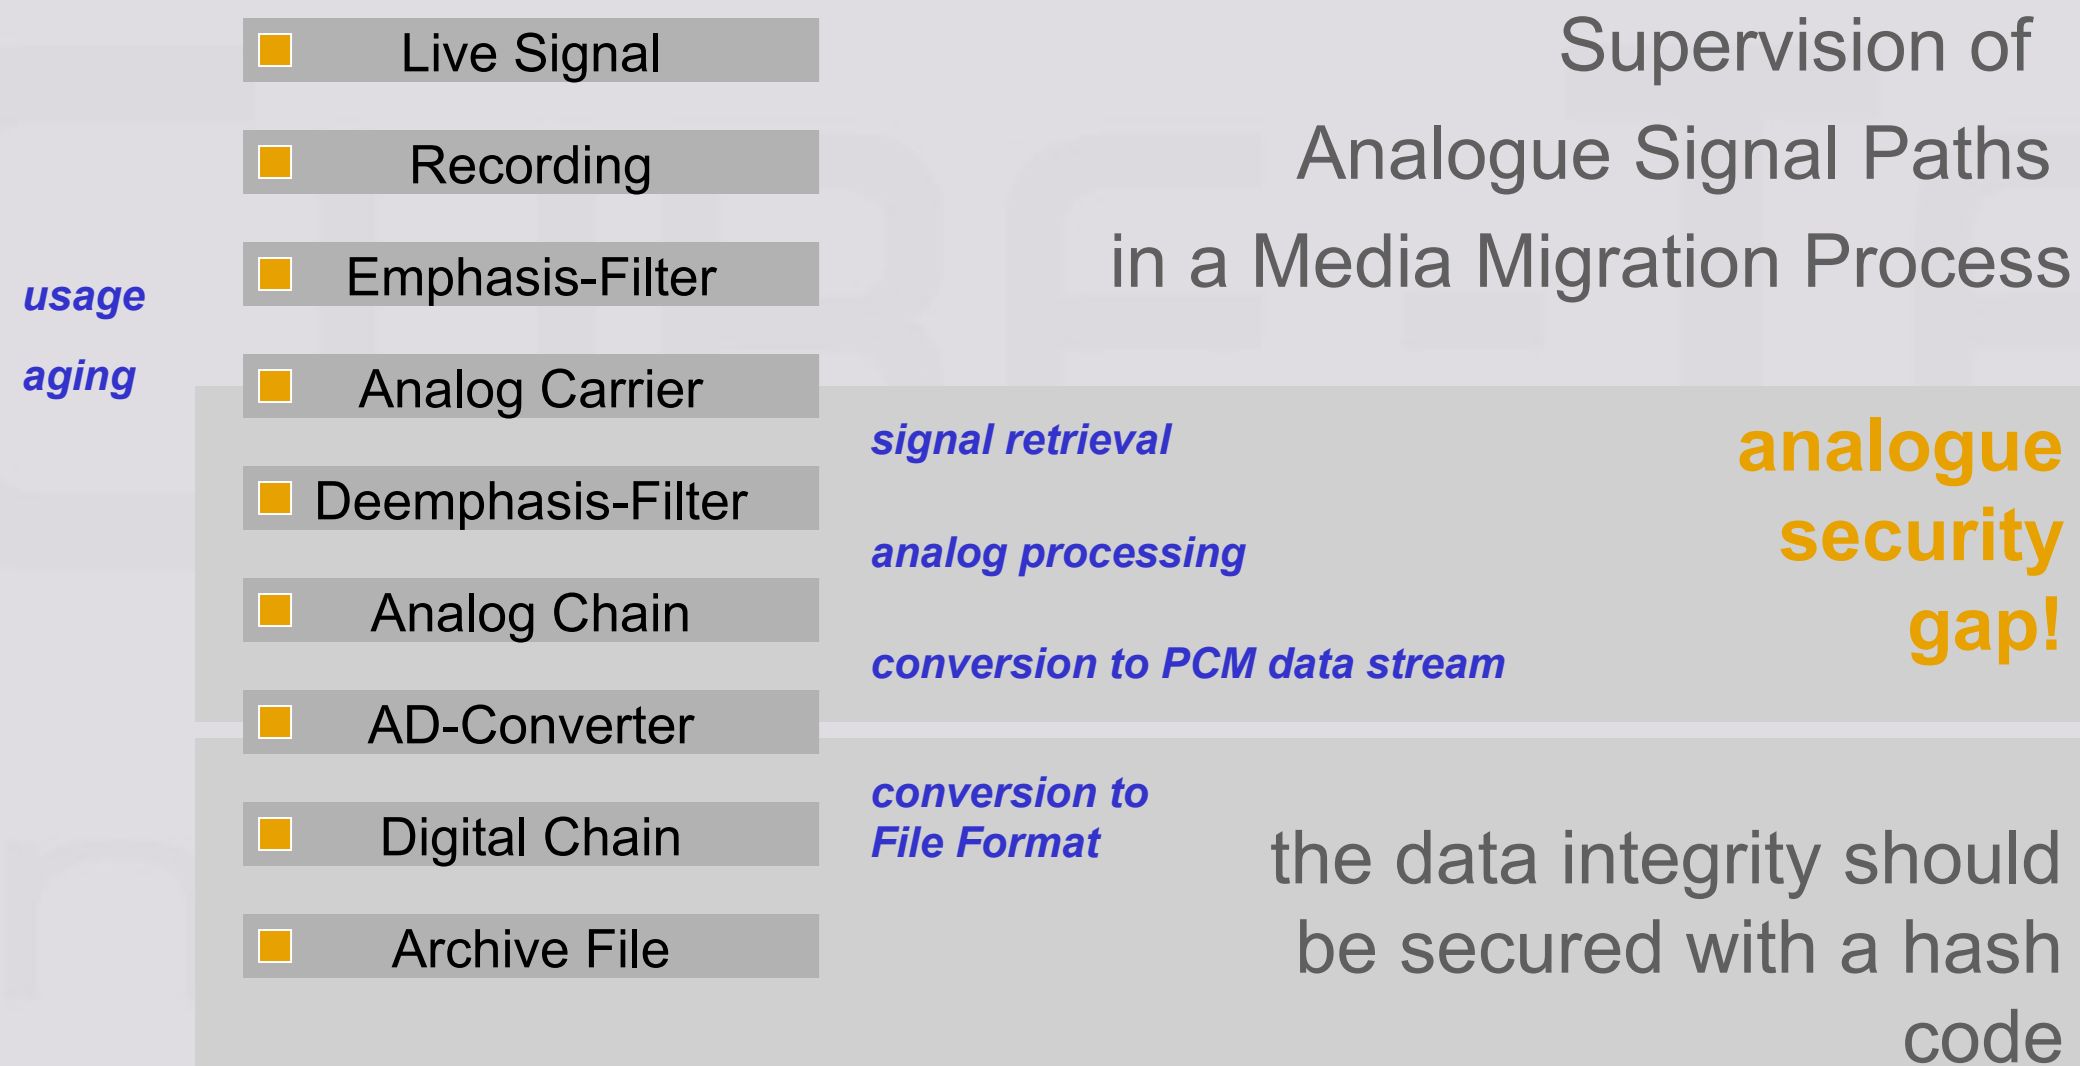 Supervision of
Analogue Signal Paths
in a Media Migration Process
Live Signal
Recording
Emphasis-Filter
usage
aging
Analog Carrier
signal retrieval
Deemphasis-Filter
analog processing
Analog Chain
conversion to PCM data stream
AD-Converter
conversion to
File Format
Digital Chain
Archive File
analogue
security
gap!
the data integrity should
be secured with a hash
code